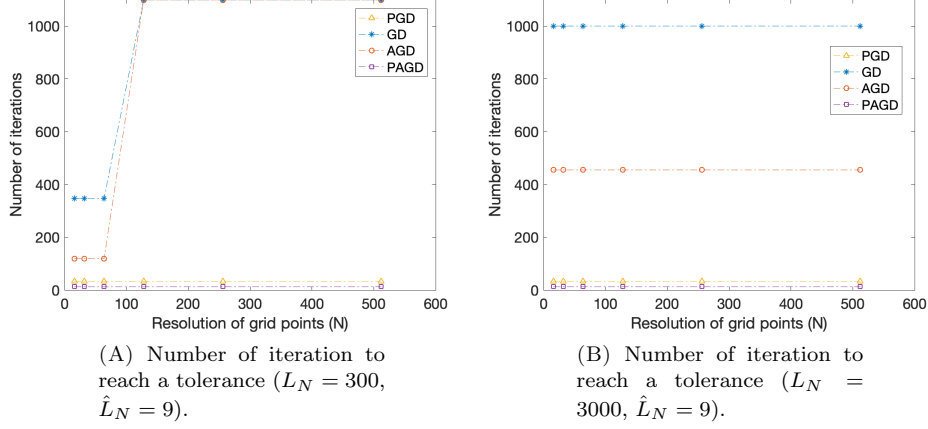 1000
800
600
400
200
0
Number of iterations
0 100 200 300 400 500 600
Resolution of grid points (N)
PGD
GD
AGD
PAGD
(A) Number of iteration to
reach a tolerance (L_N = 300,
L̂_N = 9).
1000
800
600
400
200
0
Number of iterations
0 100 200 300 400 500 600
Resolution of grid points (N)
PGD
GD
AGD
PAGD
(B) Number of iteration to
reach a tolerance (L_N =
3000, L̂_N = 9).